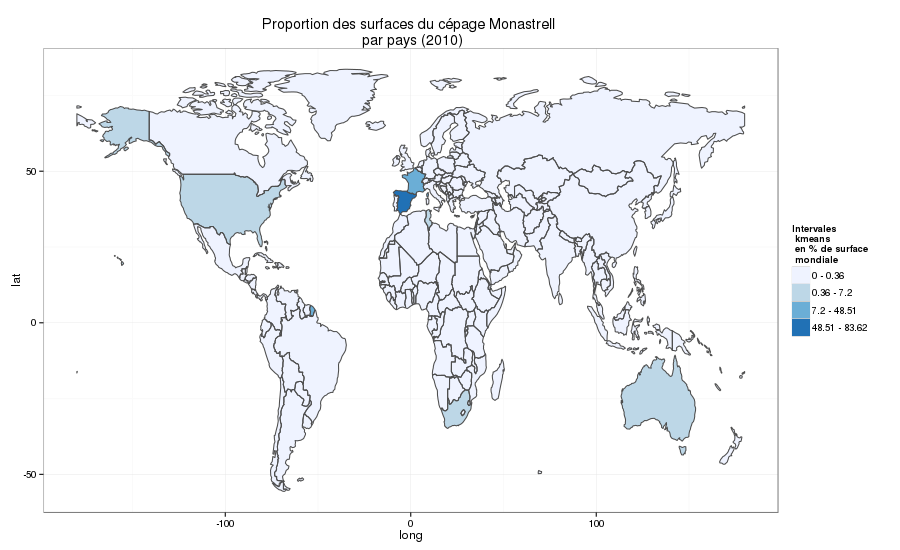 Proportion des surfaces du cépage Monastrell
par pays (2010)
50
0
-50
lat
-100
0
100
long
Intervales
kmeans
en % de surface
mondiale
0 - 0.36
0.36 - 7.2
7.2 - 48.51
48.51 - 83.62